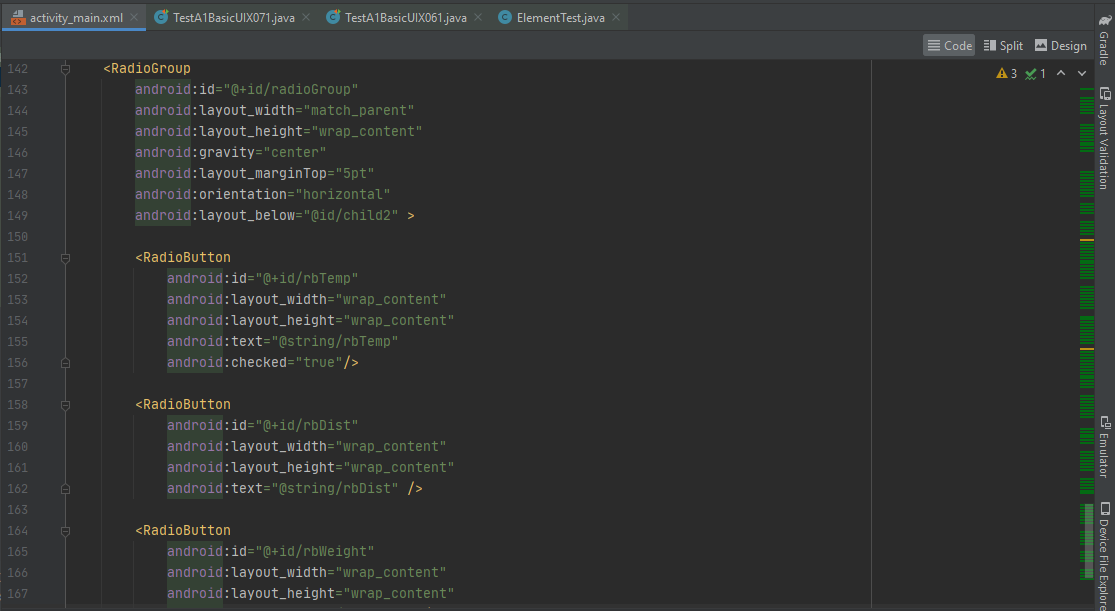 activity_main.xml TestA1BasicUIX071.java TestA1BasicUIX061.java ElementTest.java
Code Split Design
3 1
142 <RadioGroup
143 android:id="@+id/radioGroup"
144 android:layout_width="match_parent"
145 android:layout_height="wrap_content"
146 android:gravity="center"
147 android:layout_marginTop="5pt"
148 android:orientation="horizontal"
149 android:layout_below="@id/child2" >
150
151 <RadioButton
152 android:id="@+id/rbTemp"
153 android:layout_width="wrap_content"
154 android:layout_height="wrap_content"
155 android:text="@string/rbTemp"
156 android:checked="true"/>
157
158 <RadioButton
159 android:id="@+id/rbDist"
160 android:layout_width="wrap_content"
161 android:layout_height="wrap_content"
162 android:text="@string/rbDist" />
163
164 <RadioButton
165 android:id="@+id/rbWeight"
166 android:layout_width="wrap_content"
167 android:layout_height="wrap_content"
Gradle
Layout Validation
Emulator
Device File Explore